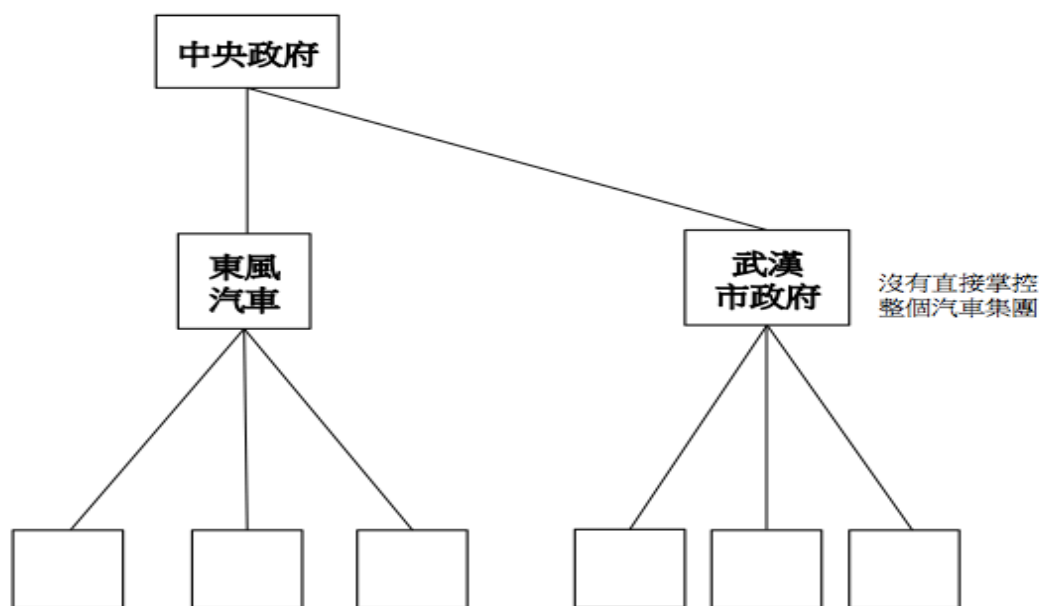 中央政府
東風
汽車
武漢
市政府
沒有直接掌控
整個汽車集團